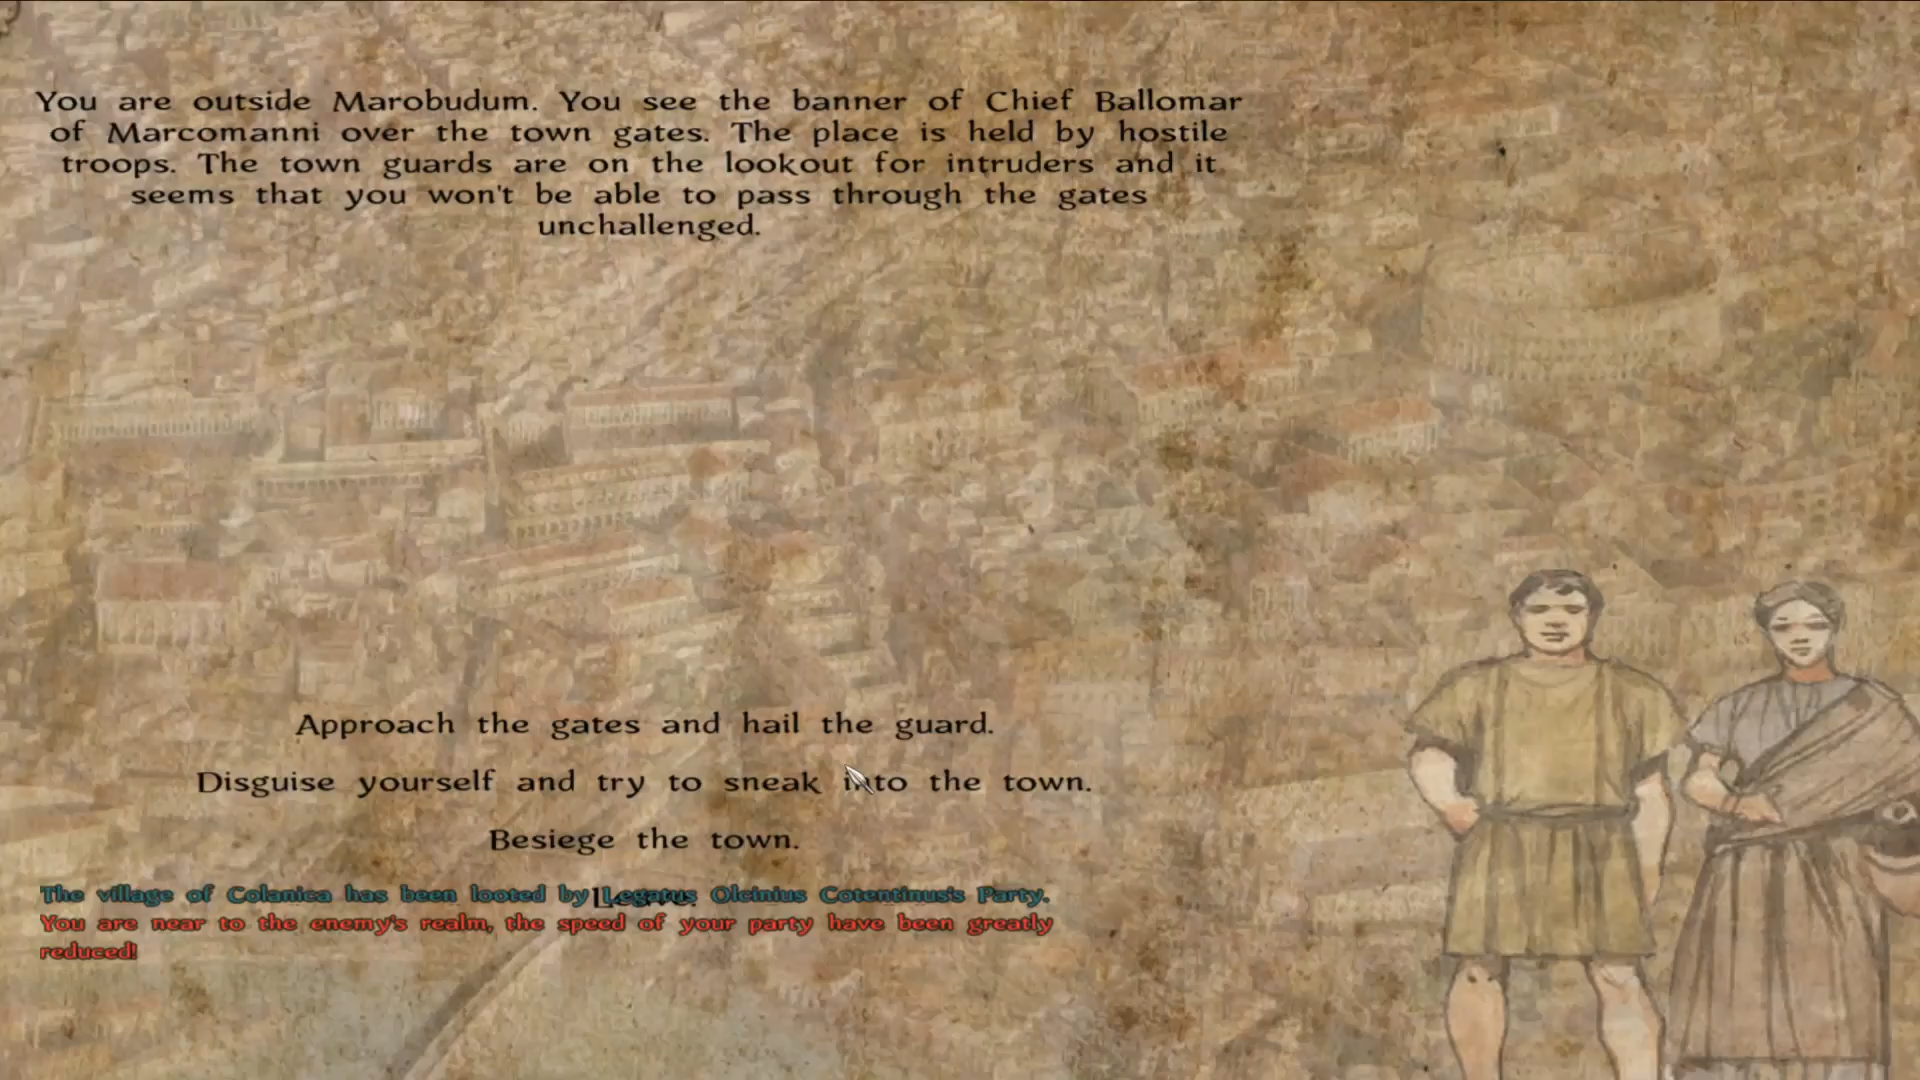 You are outside Marobudum. You see the banner of Chief Ballomar
of Marcomanni over the town gates. The place is held by hostile
troops. The town guards are on the lookout for intruders and it
seems that you won't be able to pass through the gates
unchallenged.
Approach the gates and hail the guard.
Disguise yourself and try to sneak into the town.
Besiege the town.
The village of Colanica has been looted by Legatus Olcinius Cotentinus's Party.
You are near to the enemy's realm, the speed of your party have been greatly
reduced!